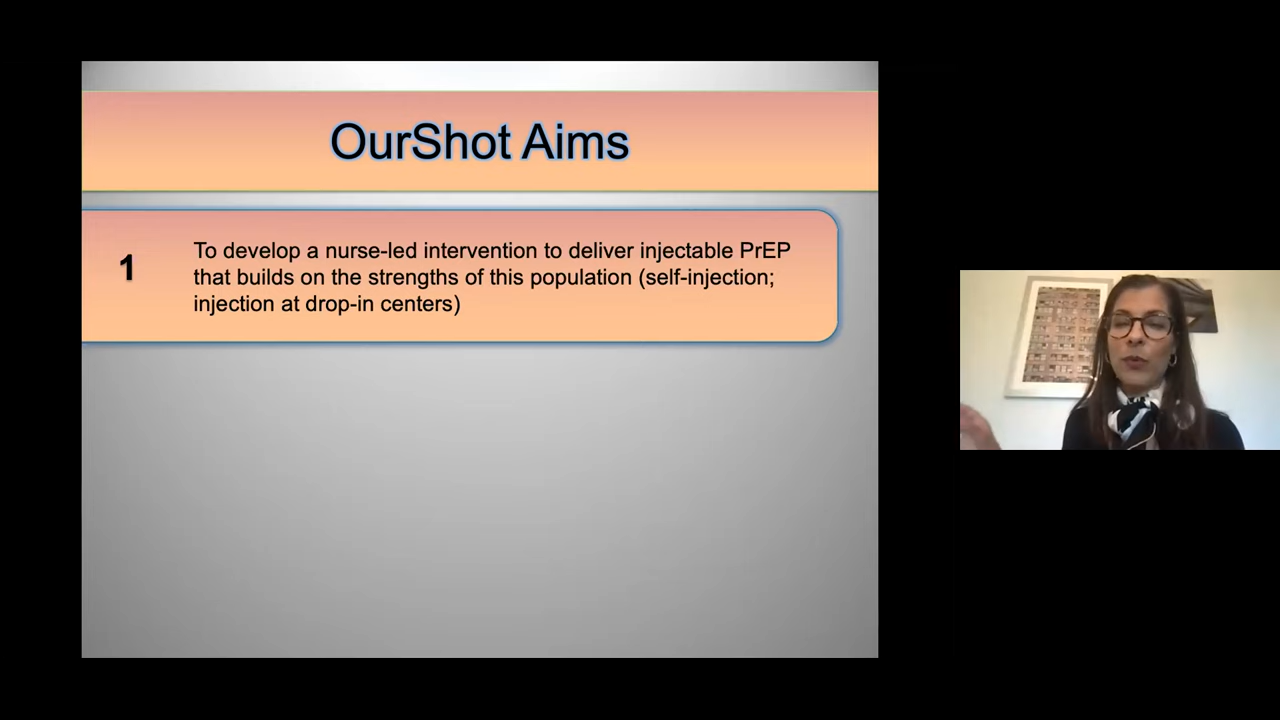 OurShot Aims
1
To develop a nurse-led intervention to deliver injectable PrEP
that builds on the strengths of this population (self-injection;
injection at drop-in centers)